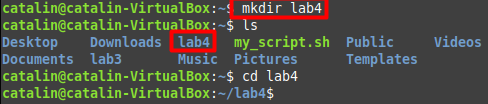 catalin@catalin-VirtualBox:~$ mkdir lab4
catalin@catalin-VirtualBox:~$ ls
Desktop Downloads lab4 my_script.sh Public Videos
Documents lab3 Music Pictures Templates
catalin@catalin-VirtualBox:~$ cd lab4
catalin@catalin-VirtualBox:~/lab4$